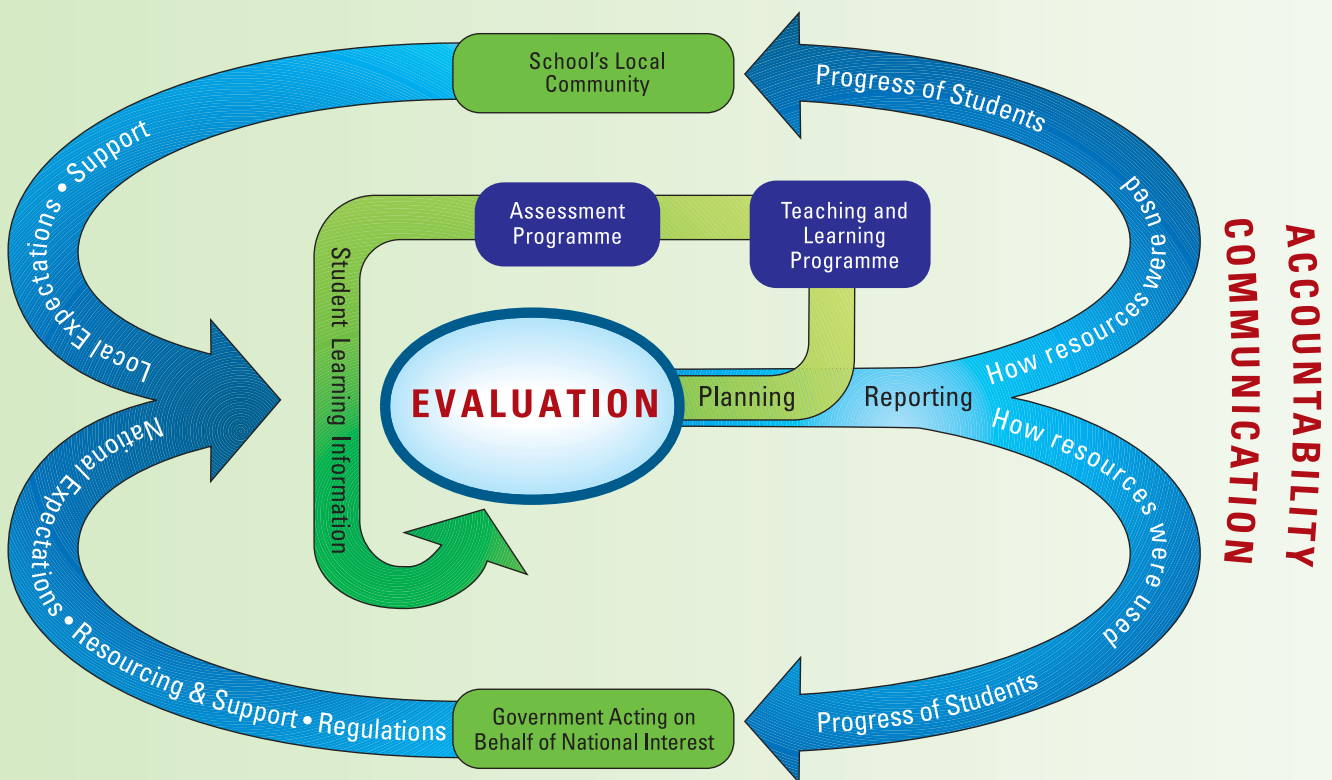 School's Local
Community
Progress of Students
How resources were used
Local Expectations • Support
Assessment
Programme
Teaching and
Learning
Programme
Student Learning Information
EVALUATION
Planning
Reporting
ACCOUNTABILITY
COMMUNICATION
National Expectations • Resourcing & Support • Regulations
How resources were used
Progress of Students
Government Acting on
Behalf of National Interest